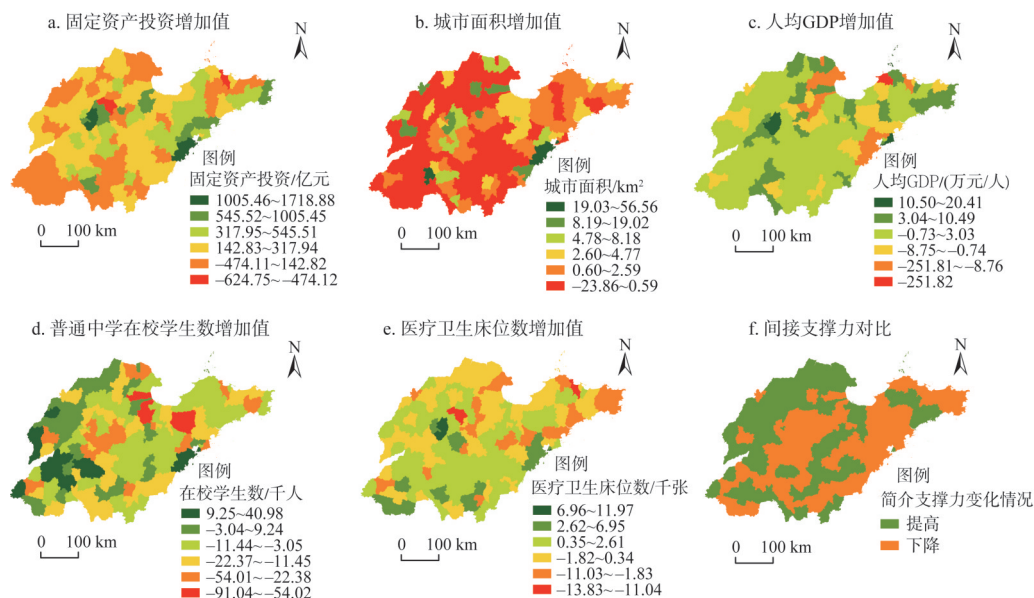 a. 固定资产投资增加值
N
图例
固定资产投资/亿元
1005.46~1718.88
545.52~1005.45
317.95~545.51
142.83~317.94
–474.11~142.82
–624.75~–474.12
0 100 km
b. 城市面积增加值
N
图例
城市面积/km²
19.03~56.56
8.19~19.02
4.78~8.18
2.60~4.77
0.60~2.59
–23.86~0.59
0 100 km
c. 人均GDP增加值
N
图例
人均GDP/(万元/人)
10.50~20.41
3.04~10.49
–0.73~3.03
–8.75~–0.74
–251.81~–8.76
–251.82
0 100 km
d. 普通中学在校学生数增加值
N
图例
在校学生数/千人
9.25~40.98
–3.04~9.24
–11.44~–3.05
–22.37~–11.45
–54.01~–22.38
–91.04~–54.02
0 100 km
e. 医疗卫生床位数增加值
N
图例
医疗卫生床位数/千张
6.96~11.97
2.62~6.95
0.35~2.61
–1.82~0.34
–11.03~–1.83
–13.83~–11.04
0 100 km
f. 间接支撑力对比
N
图例
简介支撑力变化情况
提高
下降
0 100 km